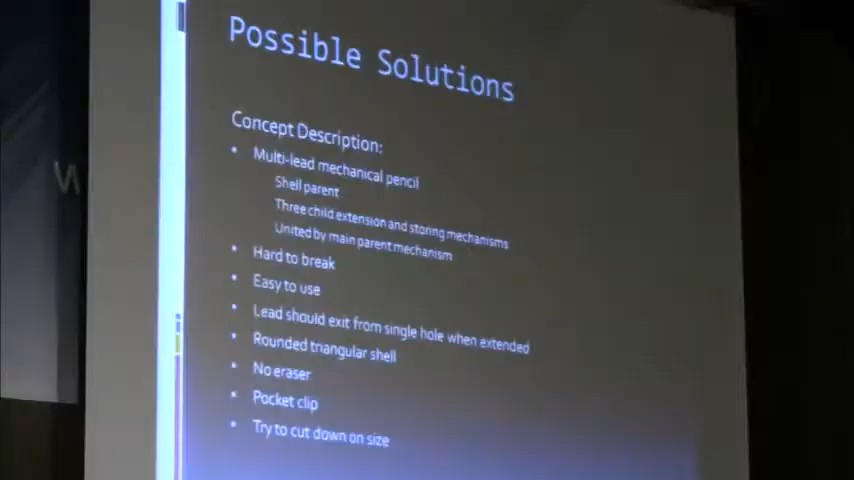 Possible Solutions
Concept Description:
• Multi-lead mechanical pencil
Shell parent
Three child extension and storing mechanisms
United by main parent mechanism
• Hard to break
• Easy to use
• Lead should exit from single hole when extended
• Rounded triangular shell
• No eraser
• Pocket clip
• Try to cut down on size